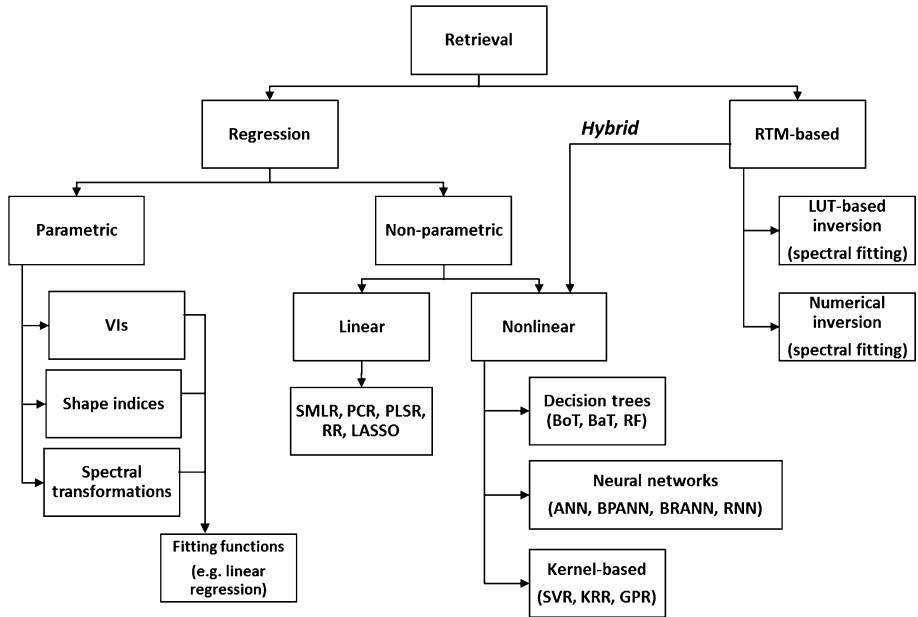 Retrieval
Regression
Hybrid
RTM-based
Parametric
Non-parametric
LUT-based
inversion
(spectral fitting)
VIs
Linear
Nonlinear
Numerical
inversion
(spectral fitting)
Shape indices
SMLR, PCR, PLSR,
RR, LASSO
Decision trees
(BoT, BaT, RF)
Spectral
transformations
Neural networks
(ANN, BPANN, BRANN, RNN)
Fitting functions
(e.g. linear
regression)
Kernel-based
(SVR, KRR, GPR)